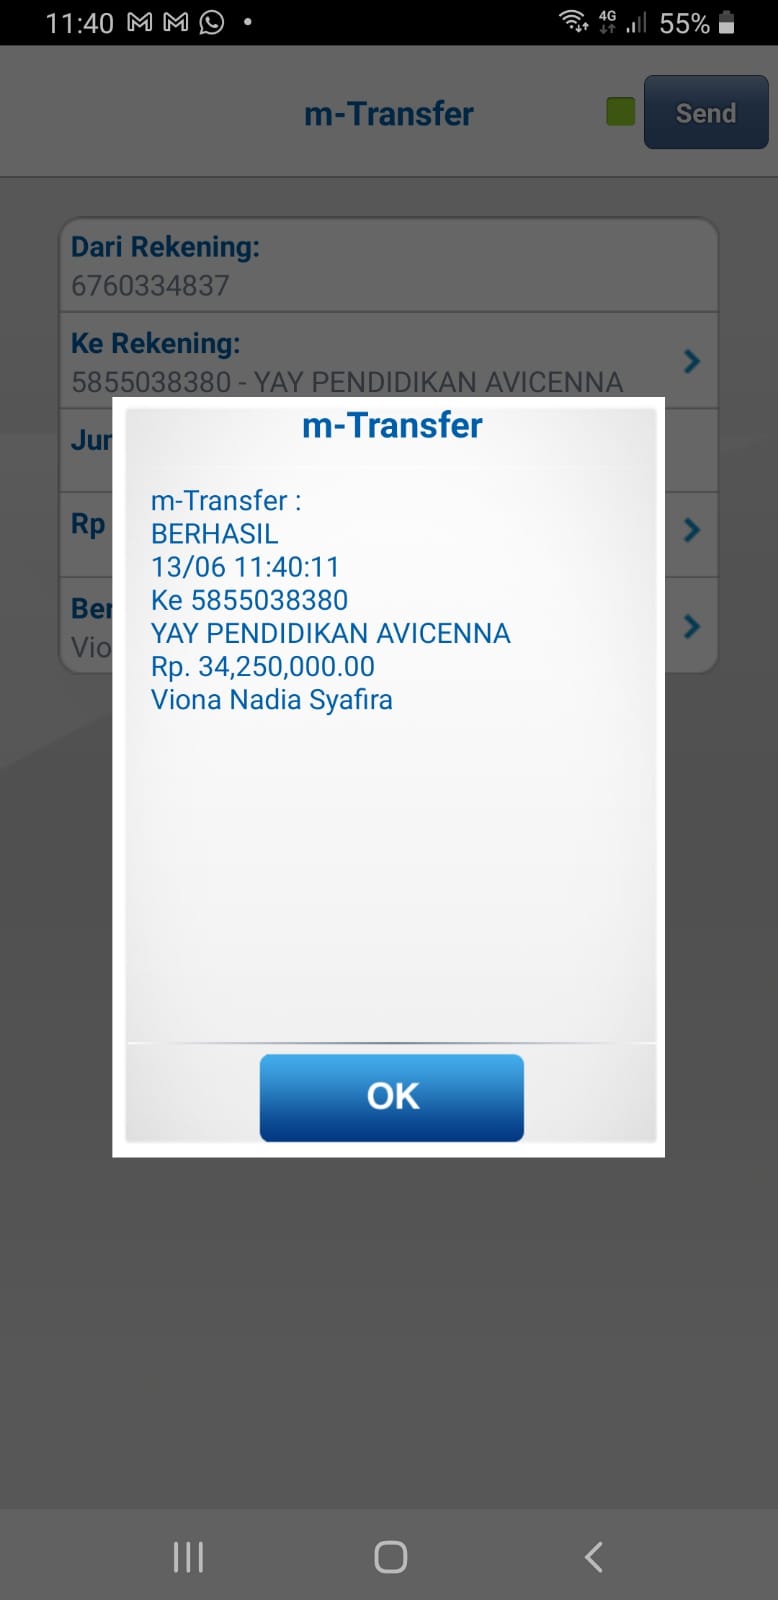 11:40
4G
55%
m-Transfer
Send
Dari Rekening:
6760334837
Ke Rekening:
5855038380 - YAY PENDIDIKAN AVICENNA
Jur
Rp
Ber
Vio
m-Transfer
m-Transfer :
BERHASIL
13/06 11:40:11
Ke 5855038380
YAY PENDIDIKAN AVICENNA
Rp. 34,250,000.00
Viona Nadia Syafira
OK